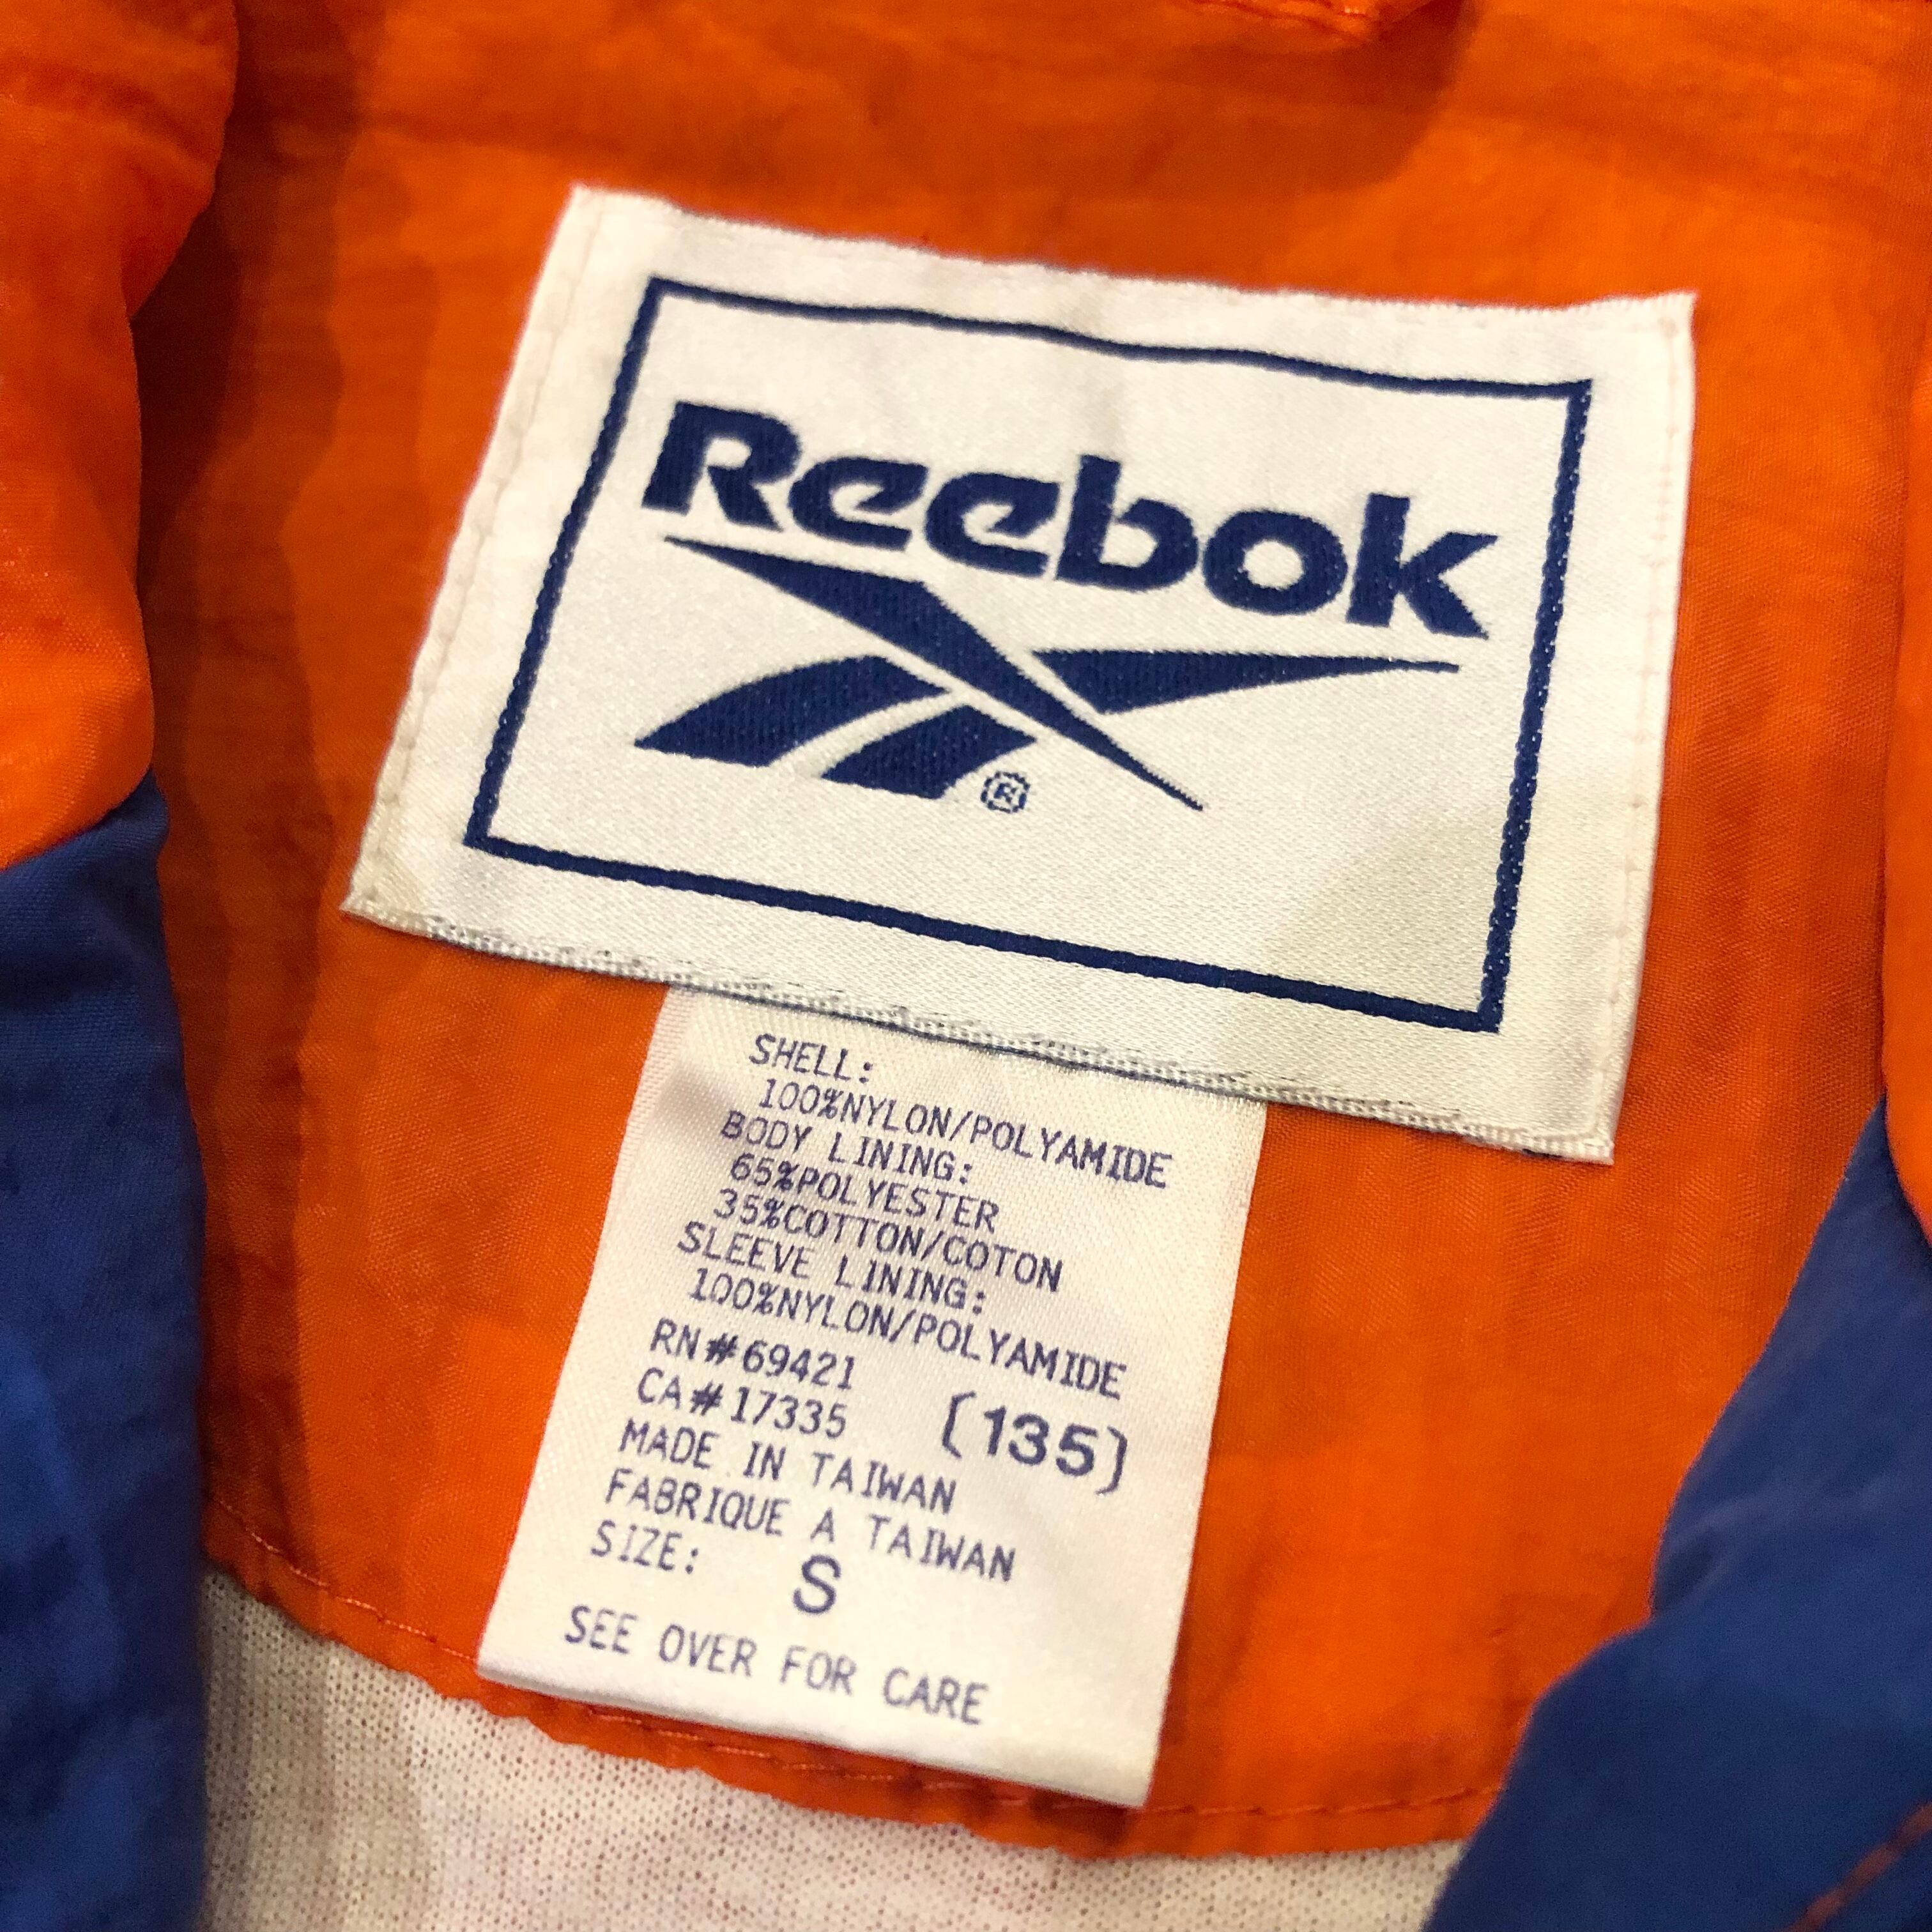 Reebok
®
SHELL:
100%NYLON/POLYAMIDE
BODY LINING:
65%POLYESTER
35%COTTON/COTON
SLEEVE LINING:
100%NYLON/POLYAMIDE
RN#69421
CA#17335 [135]
MADE IN TAIWAN
FABRIQUE A TAIWAN
SIZE: S
SEE OVER FOR CARE